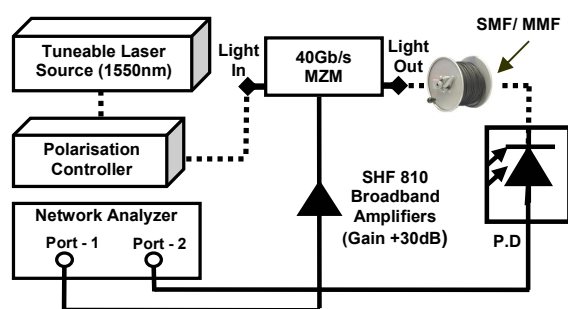 Tuneable Laser
Source (1550nm)
Light
In
40Gb/s
MZM
Light
Out
SMF/ MMF
Polarisation
Controller
SHF 810
Broadband
Amplifiers
(Gain +30dB)
P.D
Network Analyzer
Port - 1
Port - 2